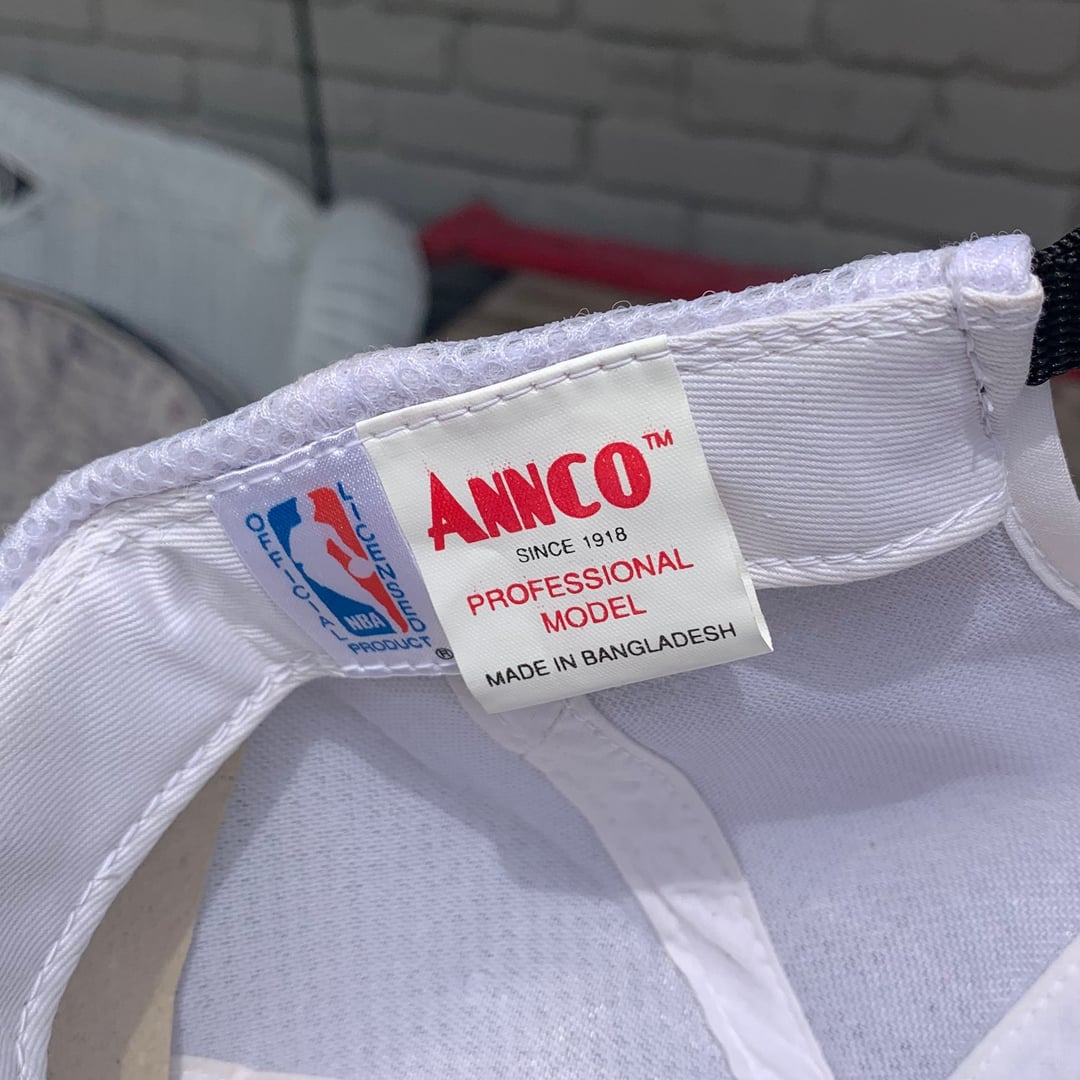 OFFICIAL
LICENSED
NBA
PRODUCT ®
ANNCO™
SINCE 1918
PROFESSIONAL
MODEL
MADE IN BANGLADESH